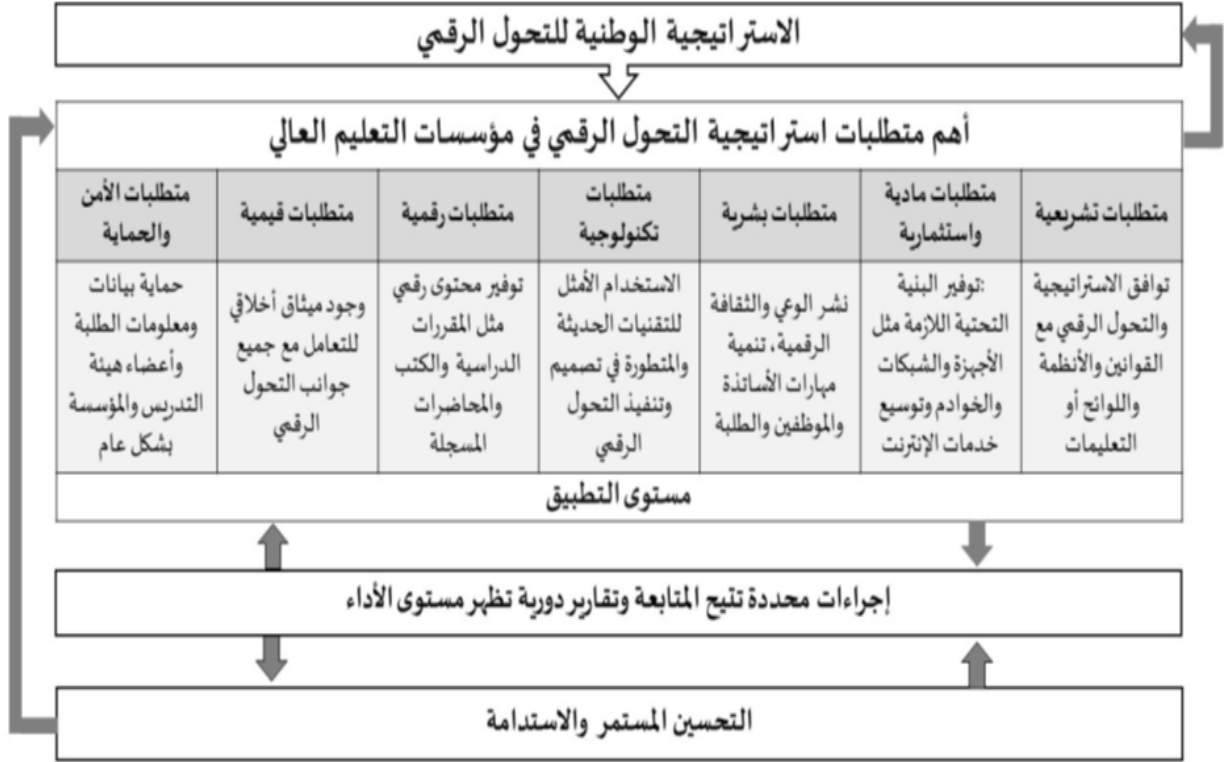 الاستراتيجية الوطنية للتحول الرقمي
أهم متطلبات استراتيجية التحول الرقمي في مؤسسات التعليم العالي
متطلبات تشريعية
متطلبات مادية
واستثمارية
متطلبات بشرية
متطلبات
تكنولوجية
متطلبات رقمية
متطلبات قيمية
متطلبات الأمن
والحماية
توافق الاستراتيجية
والتحول الرقمي مع
القوانين والأنظمة
واللوائح أو
التعليمات
:توفير البنية
التحتية اللازمة مثل
الأجهزة والشبكات
والخوادم وتوسيع
خدمات الإنترنت
نشر الوعي والثقافة
الرقمية، تنمية
مهارات الأساتذة
والموظفين والطلبة
الاستخدام الأمثل
للتقنيات الحديثة
والمتطورة في تصميم
وتنفيذ التحول
الرقمي
توفير محتوى رقمي
مثل المقررات
الدراسية والكتب
والمحاضرات
المسجلة
وجود ميثاق أخلاقي
للتعامل مع جميع
جوانب التحول
الرقمي
حماية بيانات
ومعلومات الطلبة
وأعضاء هيئة
التدريس والمؤسسة
بشكل عام
مستوى التطبيق
إجراءات محددة تتيح المتابعة وتقارير دورية تظهر مستوى الأداء
التحسين المستمر والاستدامة